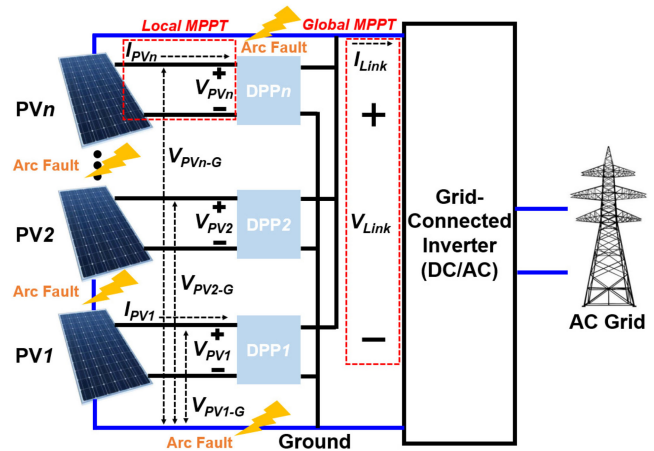 Local MPPT
Global MPPT
Arc Fault
I_PVn
I_Link
PVn
+
V_PVn
−
DPPn
+
Arc Fault
V_PVn-G
Grid-
Connected
Inverter
(DC/AC)
PV2
+
V_PV2
−
DPP2
V_Link
Arc Fault
V_PV2-G
I_PV1
AC Grid
PV1
+
V_PV1
−
DPP1
−
V_PV1-G
Arc Fault
Ground